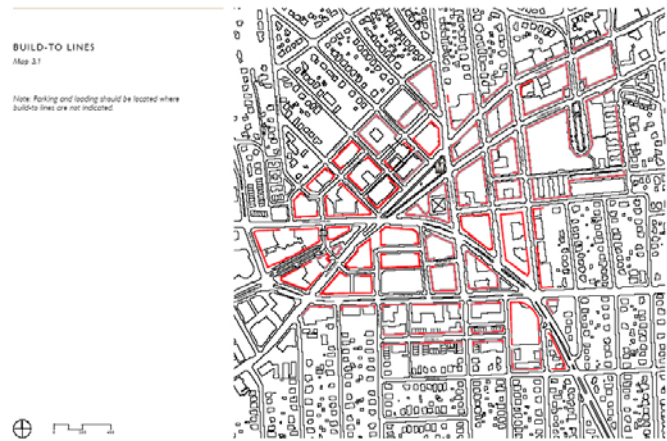 BUILD-TO LINES
Map 3.1
Note: Parking and loading should be located where
build-to lines are not indicated.